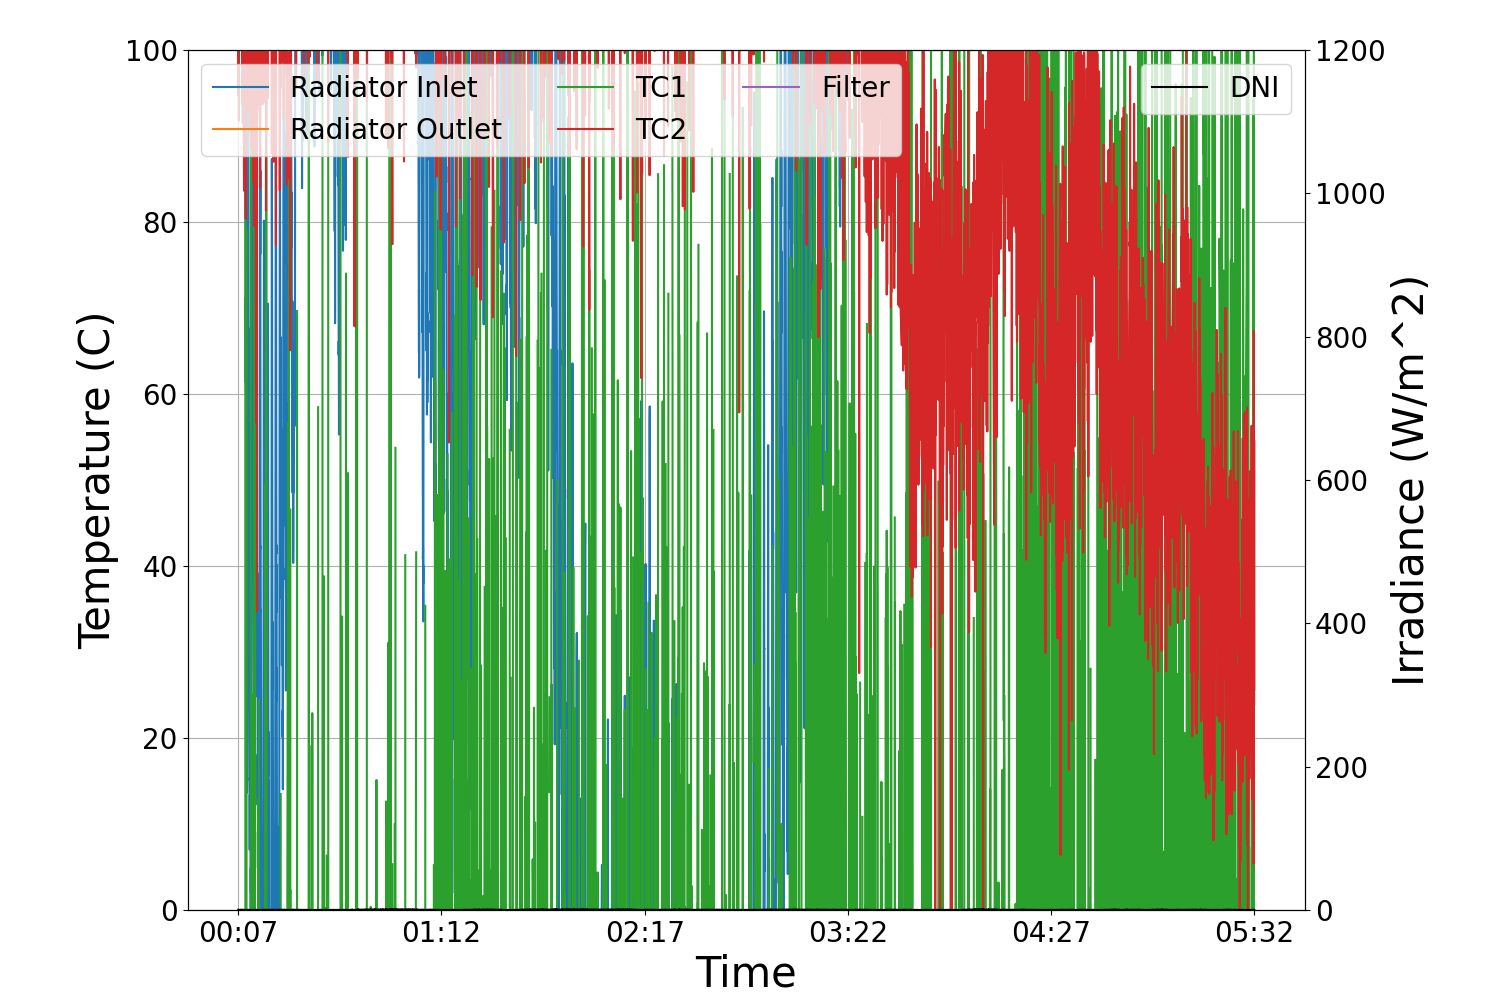 100
80
60
40
20
0
Temperature (C)
Radiator Inlet
Radiator Outlet
TC1
TC2
Filter
DNI
1200
1000
800
600
400
200
0
Irradiance (W/m^2)
00:07
01:12
02:17
03:22
04:27
05:32
Time